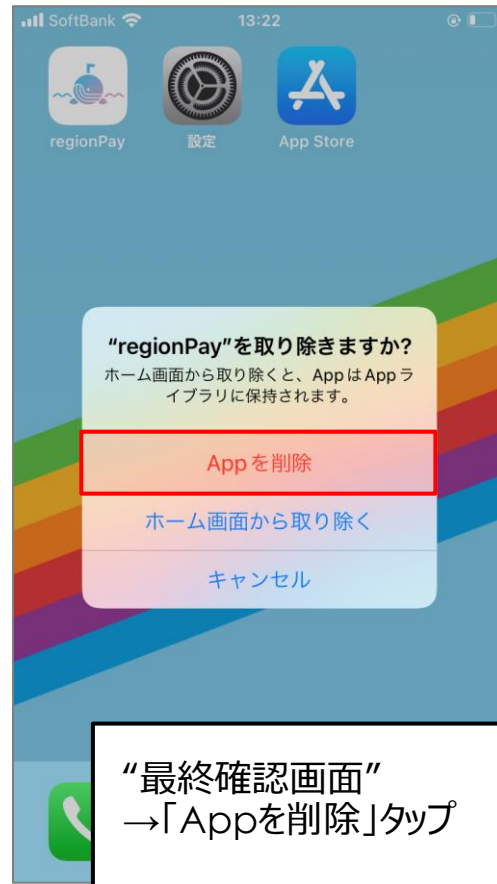 SoftBank 13:22
regionPay 設定 App Store
“regionPay”を取り除きますか?
ホーム画面から取り除くと、AppはAppラ
イブラリに保持されます。
Appを削除
ホーム画面から取り除く
キャンセル
“最終確認画面”
→「Appを削除」タップ